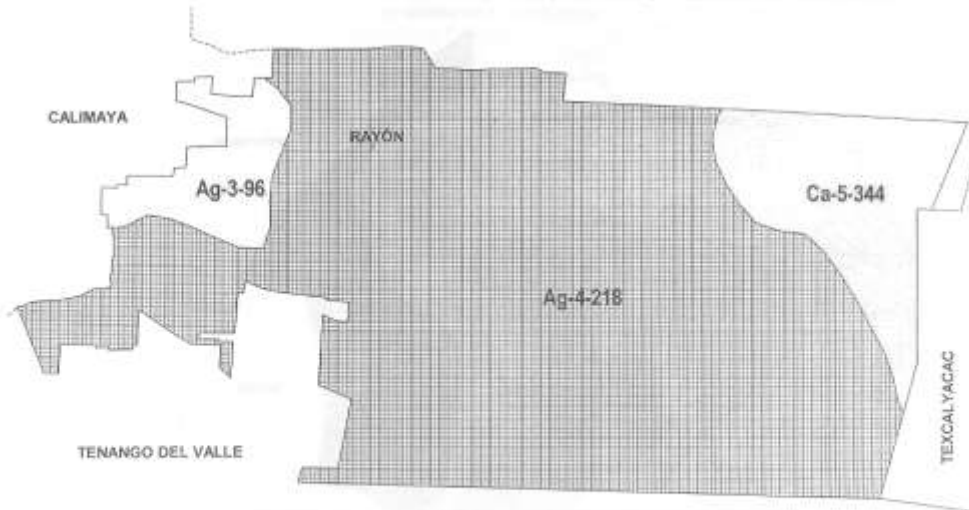 CALIMAYA
RAYÓN
Ag-3-96
Ca-5-344
Ag-4-218
TEXCALYACAC
TENANGO DEL VALLE